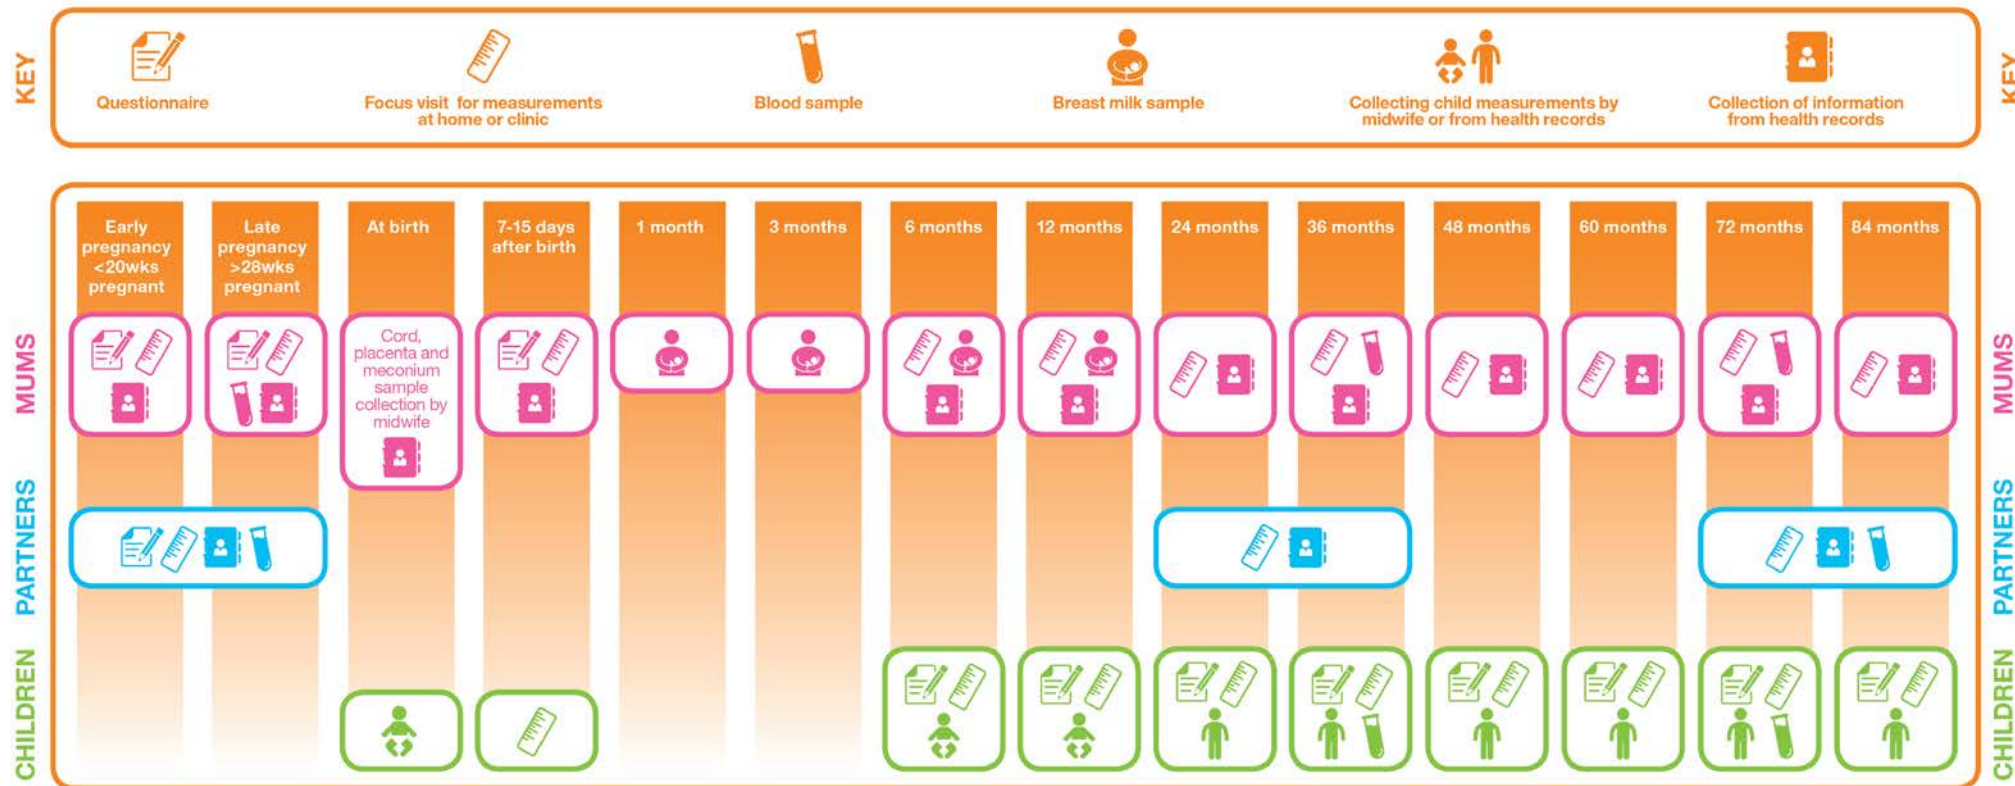 KEY
Questionnaire
Focus visit for measurements
at home or clinic
Blood sample
Breast milk sample
Collecting child measurements by
midwife or from health records
Collection of information
from health records
KEY
Early
pregnancy
<20wks
pregnant
Late
pregnancy
>28wks
pregnant
At birth
7-15 days
after birth
1 month
3 months
6 months
12 months
24 months
36 months
48 months
60 months
72 months
84 months
MUMS
Cord,
placenta and
meconium
sample
collection by
midwife
MUMS
PARTNERS
PARTNERS
CHILDREN
CHILDREN